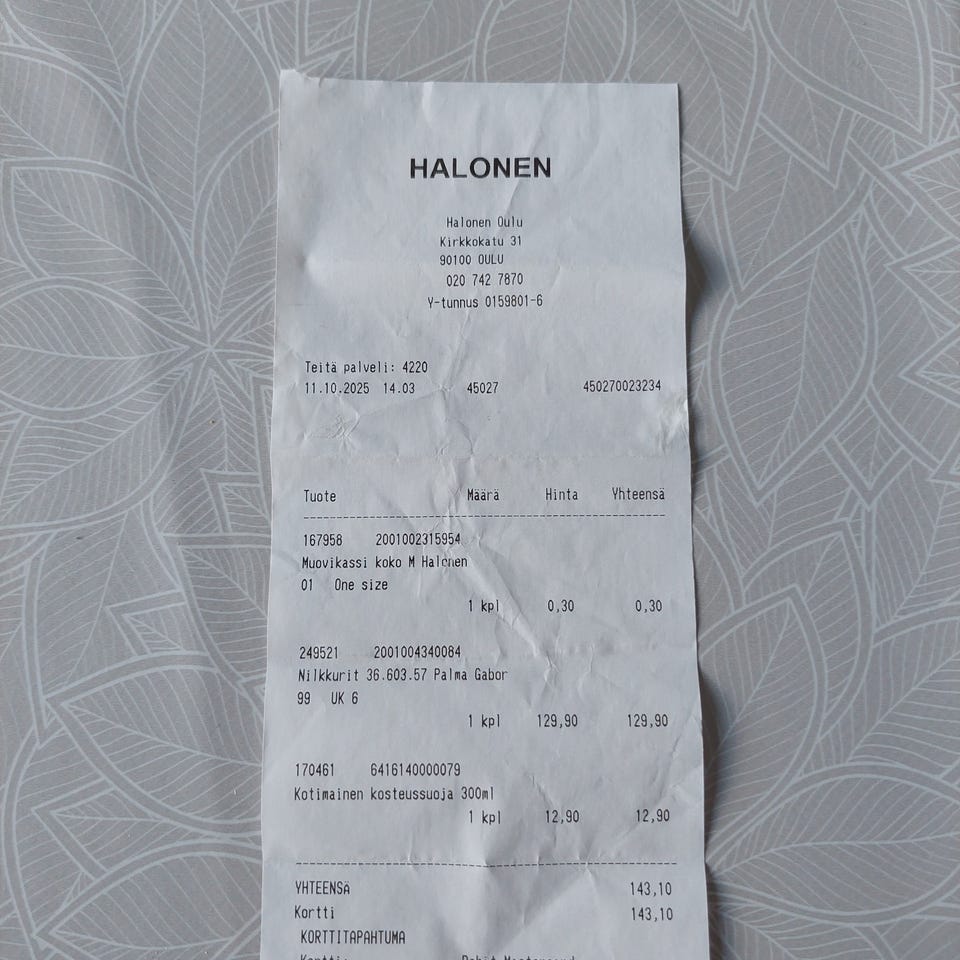 HALONEN
Halonen Oulu
Kirkkokatu 31
90100 OULU
020 742 7870
Y-tunnus 0159801-6
Teitä palveli: 4220
11.10.2025 14.03 45027 450270023234
Tuote Määrä Hinta Yhteensä
167958 2001002315954
Muovikassi koko M Halonen
01 One size
1 kpl 0,30 0,30
249521 2001004340084
Nilkkurit 36.603.57 Palma Gabor
99 UK 6
1 kpl 129,90 129,90
170461 6416140000079
Kotimainen kosteussuoja 300ml
1 kpl 12,90 12,90
YHTEENSÄ 143,10
Kortti 143,10
KORTTITAPAHTUMA